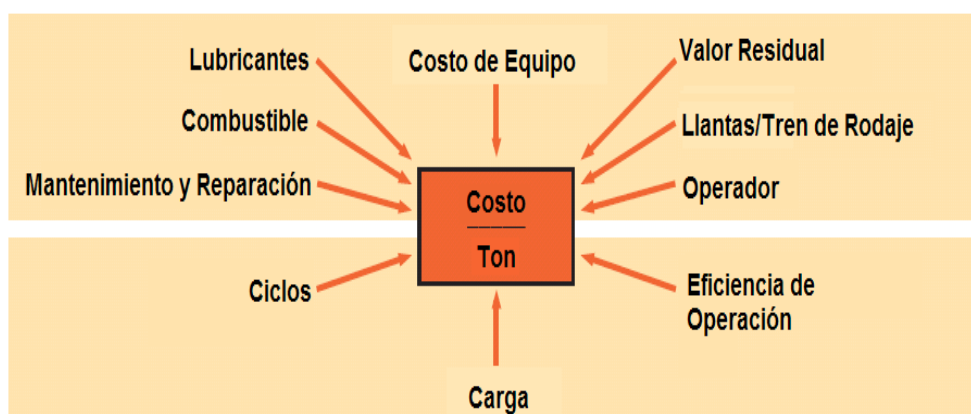 Lubricantes
Costo de Equipo
Valor Residual
Combustible
Llantas/Tren de Rodaje
Mantenimiento y Reparación
Operador
Costo
Ton
Ciclos
Eficiencia de
Operación
Carga